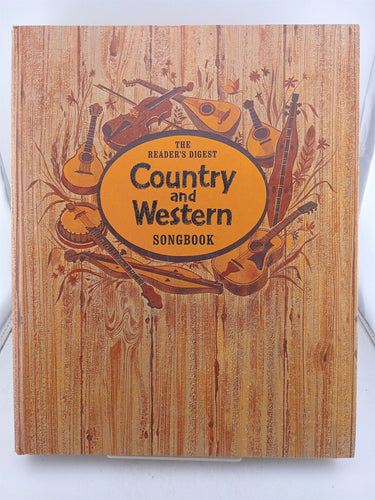 THE
READER'S DIGEST
Country
and
Western
SONGBOOK